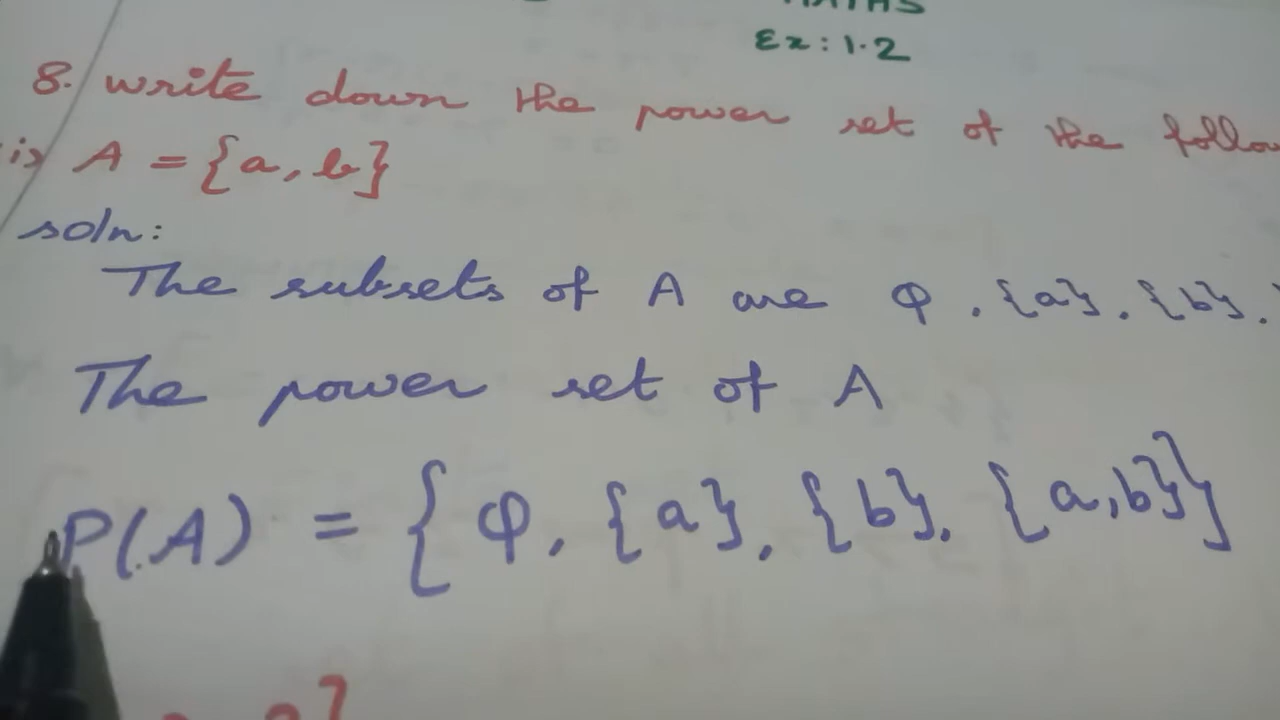 MATHS
Ex: 1.2
8. write down the power set of the
i) A = {a, b}
soln:
The subsets of A are φ, {a}, {b},
The power set of A
P(A) = {φ, {a}, {b}, {a,b}}